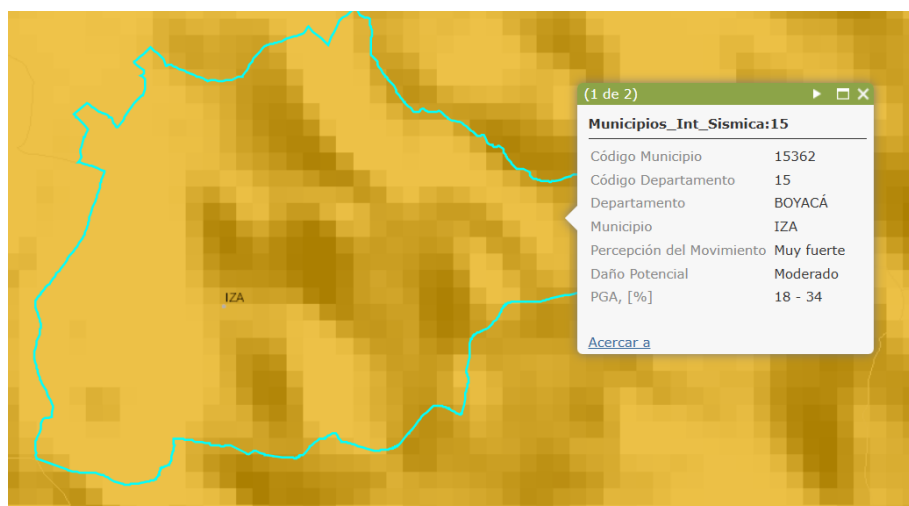 (1 de 2)
Municipios_Int_Sismica:15
Código Municipio 15362
Código Departamento 15
Departamento BOYACÁ
Municipio IZA
Percepción del Movimiento Muy fuerte
Daño Potencial Moderado
PGA, [%] 18 - 34
Acercar a
IZA